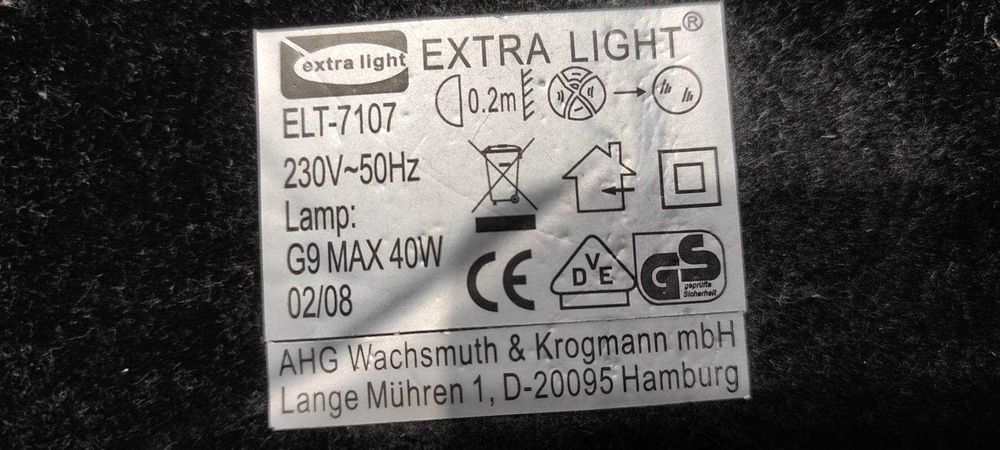 extra light EXTRA LIGHT®
ELT-7107 0.2m
230V~50Hz
Lamp:
G9 MAX 40W
CE VDE GS geprüfte Sicherheit
02/08
AHG Wachsmuth & Krogmann mbH
Lange Mühren 1, D-20095 Hamburg